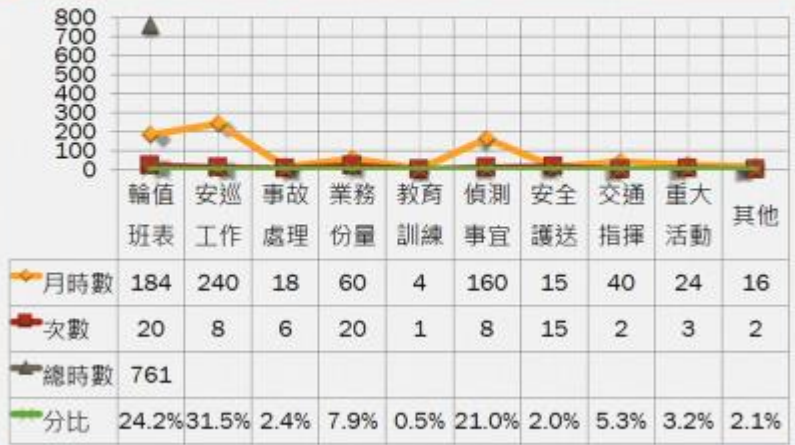 800
700
600
500
400
300
200
100
0
輪值 安巡 事故 業務 教育 偵測 安全 交通 重大 其他
班表 工作 處理 份量 訓練 事宜 護送 指揮 活動
月時數 184 240 18 60 4 160 15 40 24 16
次數 20 8 6 20 1 8 15 2 3 2
總時數 761
分比 24.2% 31.5% 2.4% 7.9% 0.5% 21.0% 2.0% 5.3% 3.2% 2.1%